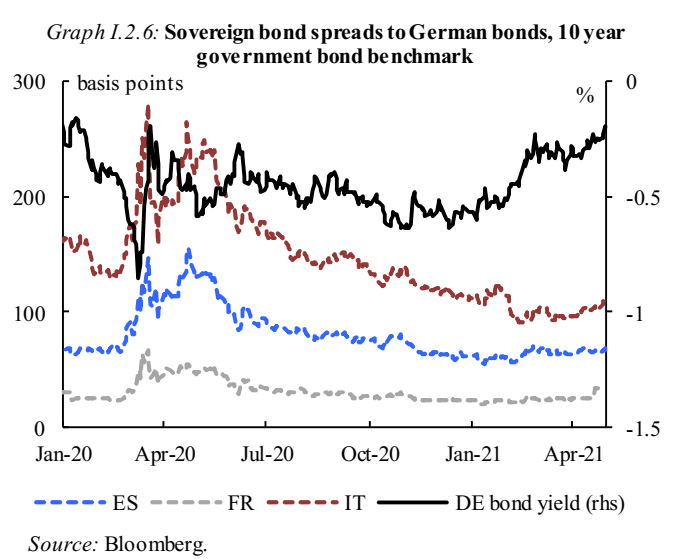 Graph I.2.6: Sovereign bond spreads to German bonds, 10 year
government bond benchmark
300 basis points % 0
200 -0.5
100 -1
0 -1.5
Jan-20 Apr-20 Jul-20 Oct-20 Jan-21 Apr-21
ES FR IT DE bond yield (rhs)
Source: Bloomberg.